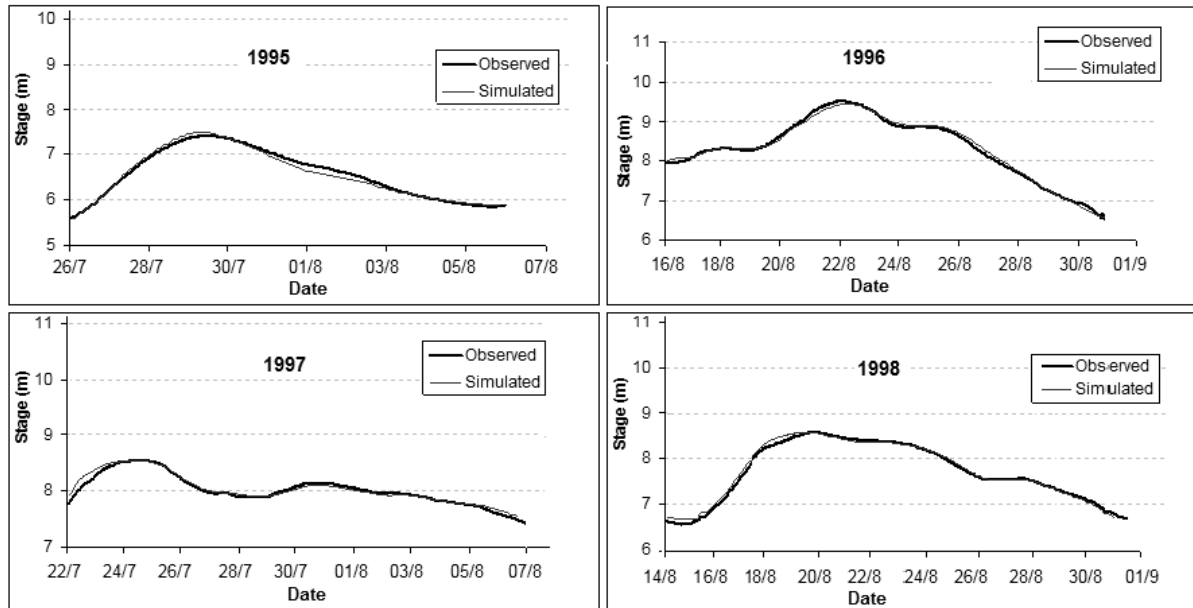 1995
Observed
Simulated
Stage (m)
10
9
8
7
6
5
26/7 28/7 30/7 01/8 03/8 05/8 07/8
Date
1996
Observed
Simulated
Stage (m)
11
10
9
8
7
6
16/8 18/8 20/8 22/8 24/8 26/8 28/8 30/8 01/9
Date
1997
Observed
Simulated
Stage (m)
11
10
9
8
7
22/7 24/7 26/7 28/7 30/7 01/8 03/8 05/8 07/8
Date
1998
Observed
Simulated
Stage (m)
11
10
9
8
7
6
14/8 16/8 18/8 20/8 22/8 24/8 26/8 28/8 30/8 01/9
Date